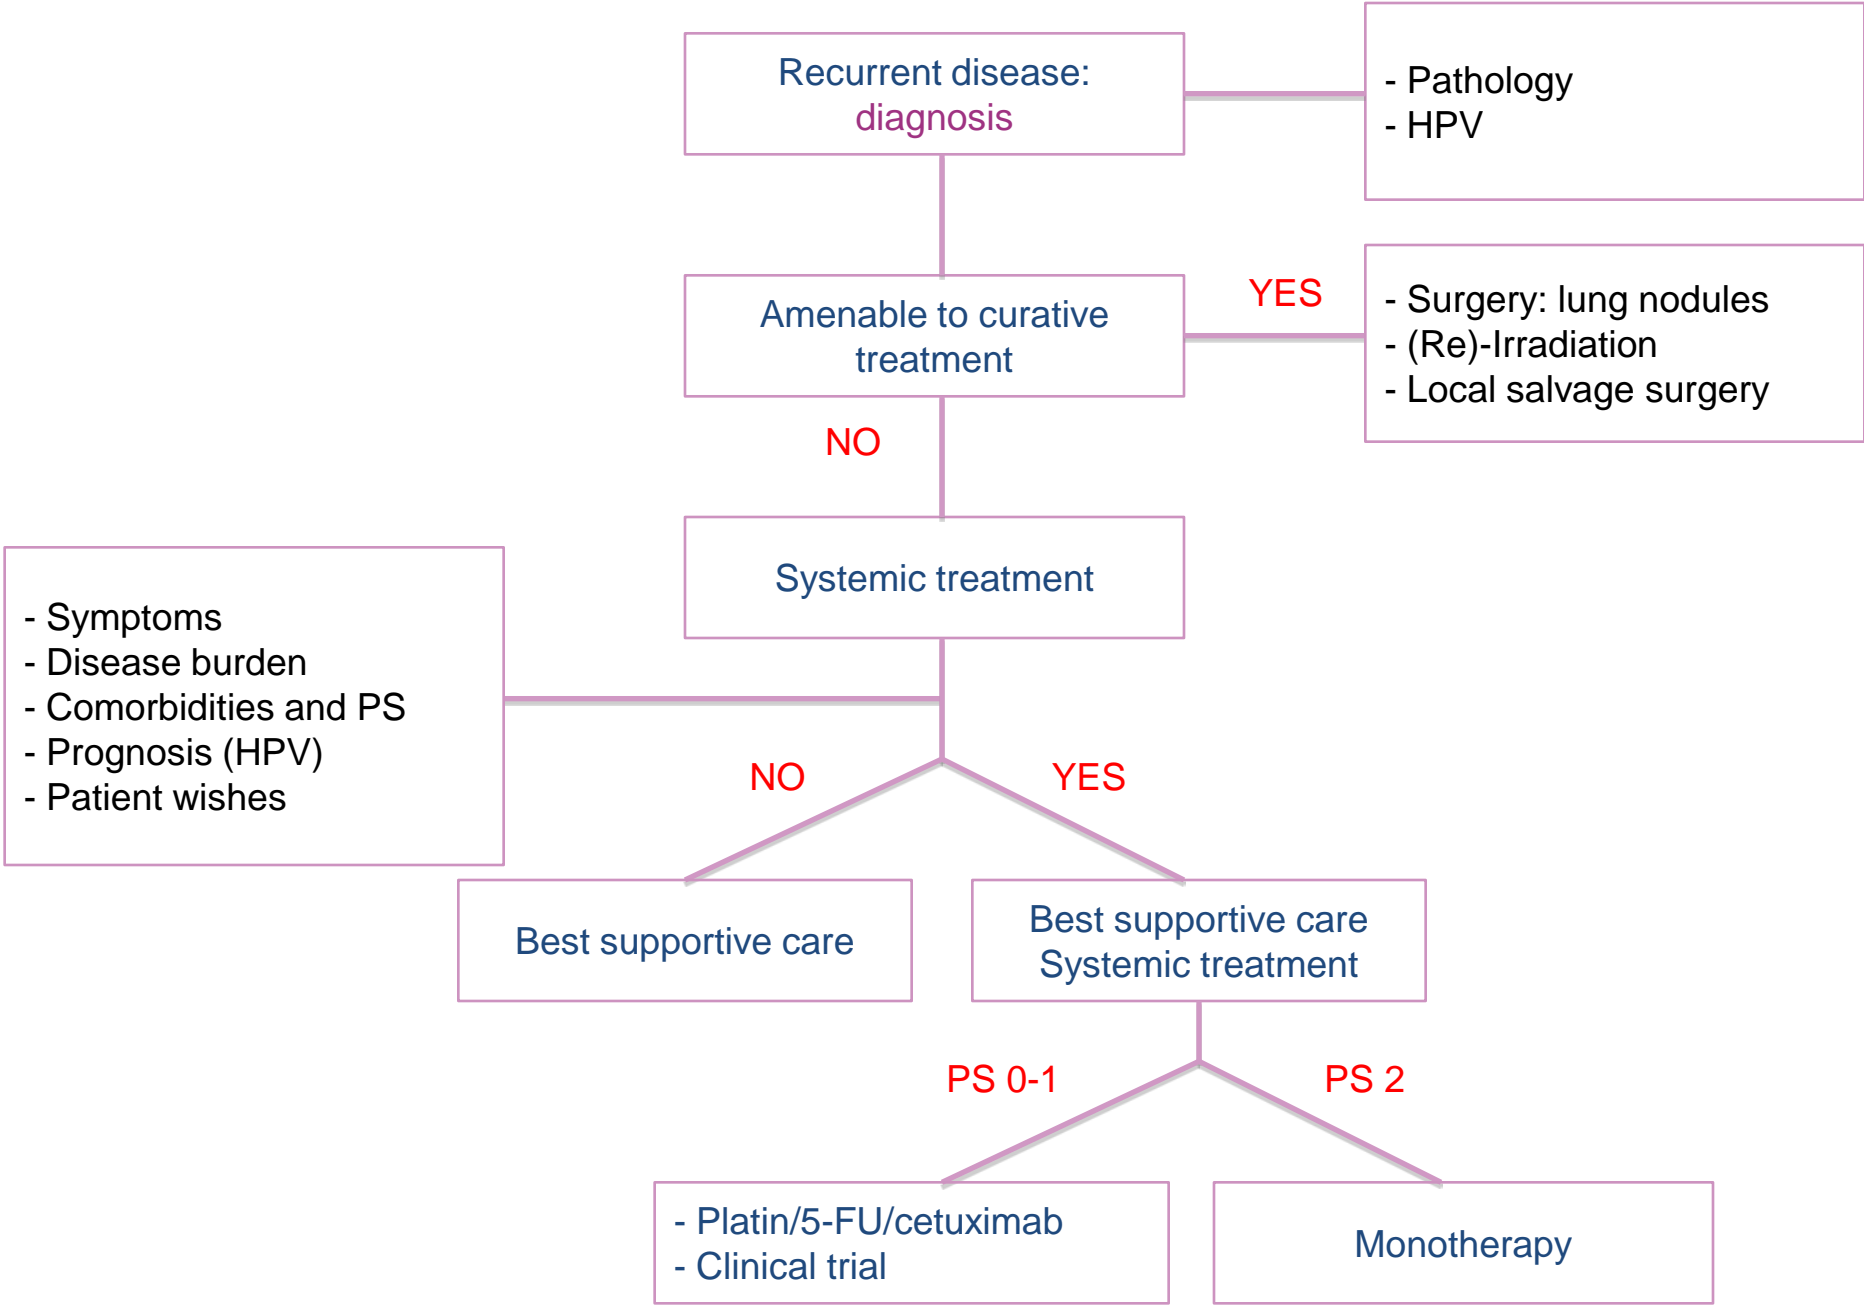 Recurrent disease:
diagnosis
- Pathology
- HPV
Amenable to curative
treatment
YES
- Surgery: lung nodules
- (Re)-Irradiation
- Local salvage surgery
NO
Systemic treatment
- Symptoms
- Disease burden
- Comorbidities and PS
- Prognosis (HPV)
- Patient wishes
NO
YES
Best supportive care
Best supportive care
Systemic treatment
PS 0-1
PS 2
- Platin/5-FU/cetuximab
- Clinical trial
Monotherapy